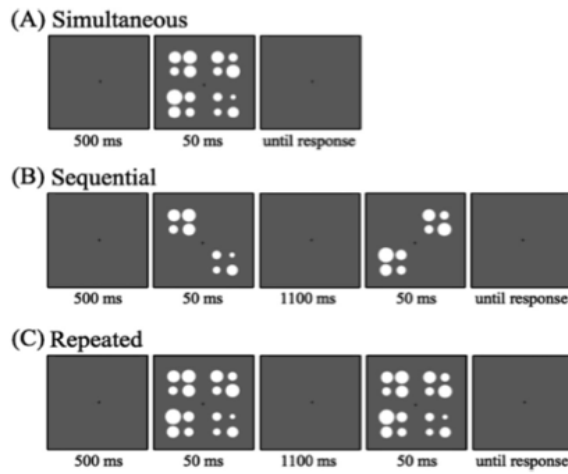 (A) Simultaneous
500 ms 50 ms until response
(B) Sequential
500 ms 50 ms 1100 ms 50 ms until response
(C) Repeated
500 ms 50 ms 1100 ms 50 ms until response